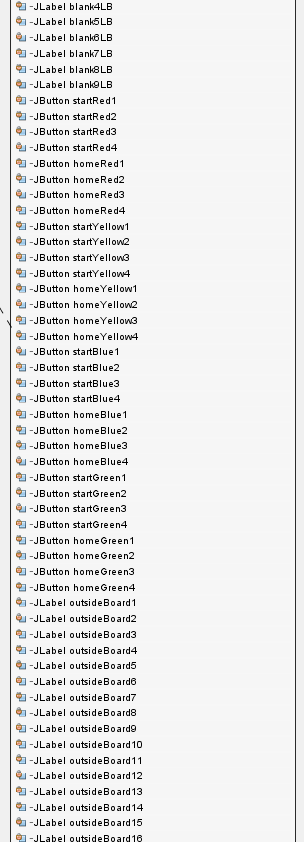 -JLabel blank4LB
-JLabel blank5LB
-JLabel blank6LB
-JLabel blank7LB
-JLabel blank8LB
-JLabel blank9LB
-JButton startRed1
-JButton startRed2
-JButton startRed3
-JButton startRed4
-JButton homeRed1
-JButton homeRed2
-JButton homeRed3
-JButton homeRed4
-JButton startYellow1
-JButton startYellow2
-JButton startYellow3
-JButton startYellow4
-JButton homeYellow1
-JButton homeYellow2
-JButton homeYellow3
-JButton homeYellow4
-JButton startBlue1
-JButton startBlue2
-JButton startBlue3
-JButton startBlue4
-JButton homeBlue1
-JButton homeBlue2
-JButton homeBlue3
-JButton homeBlue4
-JButton startGreen1
-JButton startGreen2
-JButton startGreen3
-JButton startGreen4
-JButton homeGreen1
-JButton homeGreen2
-JButton homeGreen3
-JButton homeGreen4
-JLabel outsideBoard1
-JLabel outsideBoard2
-JLabel outsideBoard3
-JLabel outsideBoard4
-JLabel outsideBoard5
-JLabel outsideBoard6
-JLabel outsideBoard7
-JLabel outsideBoard8
-JLabel outsideBoard9
-JLabel outsideBoard10
-JLabel outsideBoard11
-JLabel outsideBoard12
-JLabel outsideBoard13
-JLabel outsideBoard14
-JLabel outsideBoard15
-JLabel outsideBoard16